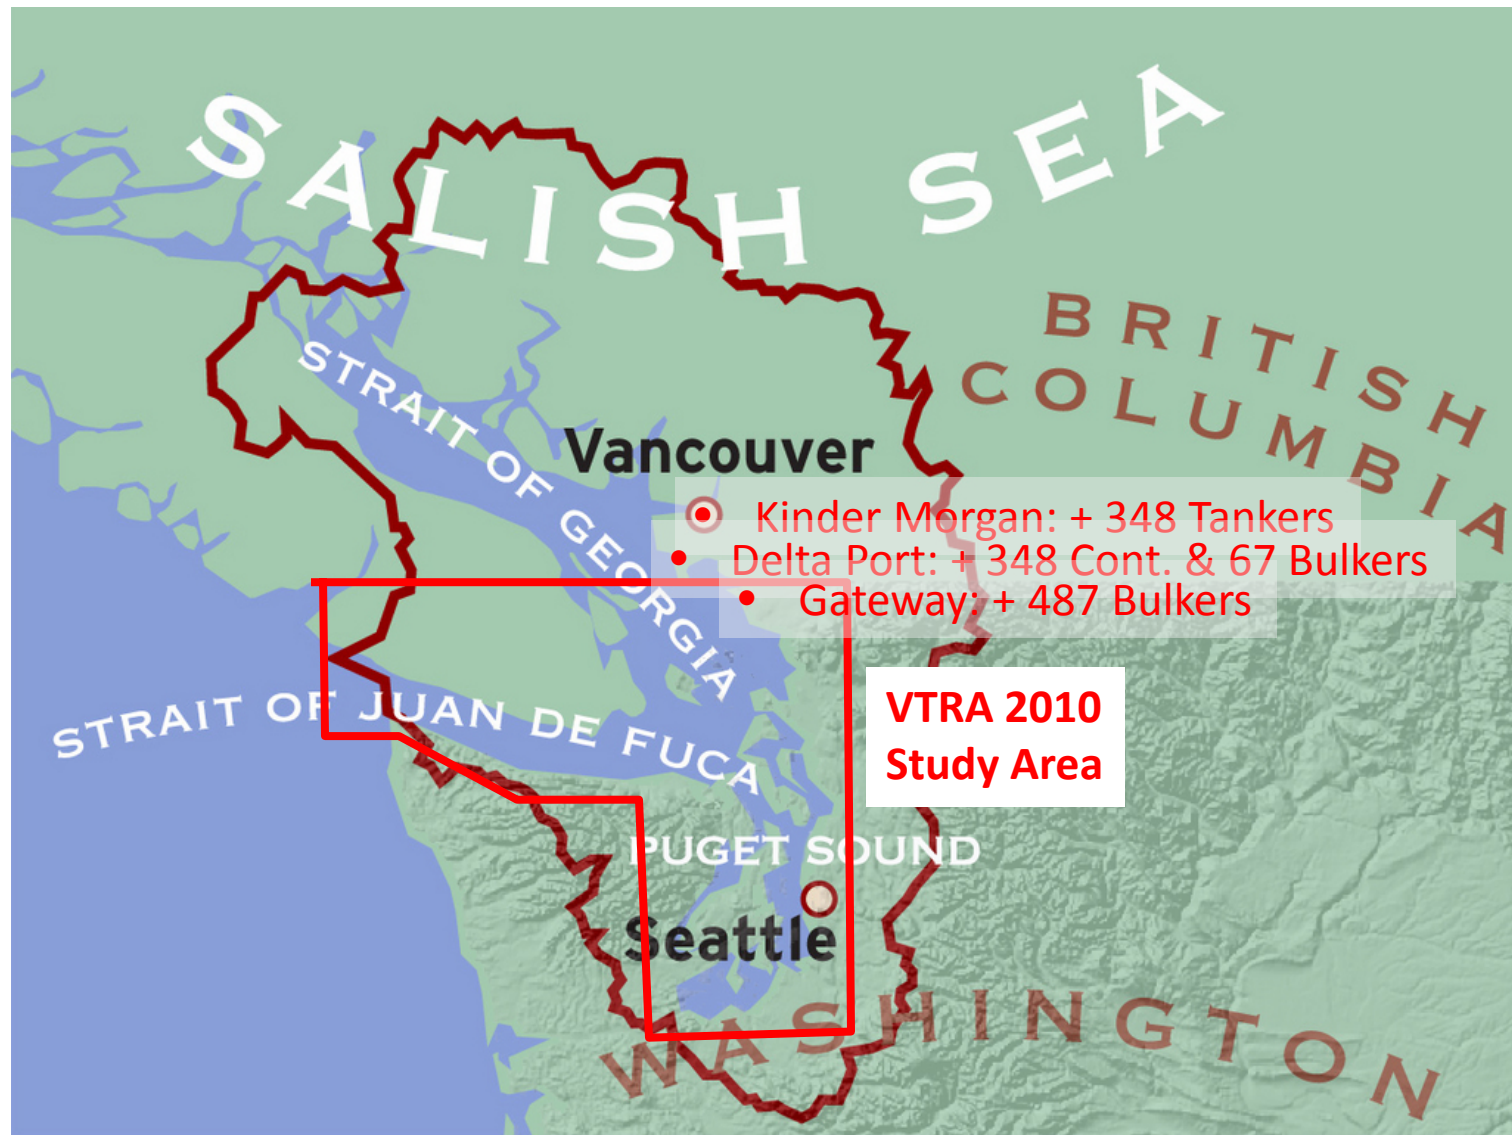 SALISH SEA
BRITISH
COLUMBIA
STRAIT OF GEORGIA
Vancouver
• Kinder Morgan: + 348 Tankers
• Delta Port: + 348 Cont. & 67 Bulkers
• Gateway: + 487 Bulkers
STRAIT OF JUAN DE FUCA
VTRA 2010
Study Area
PUGET SOUND
Seattle
WASHINGTON